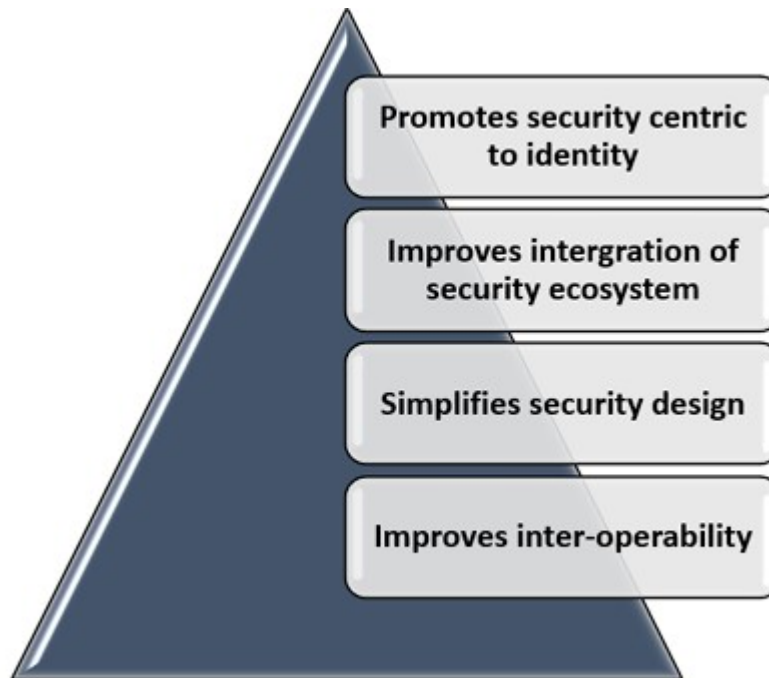 Promotes security centric
to identity
Improves intergration of
security ecosystem
Simplifies security design
Improves inter-operability